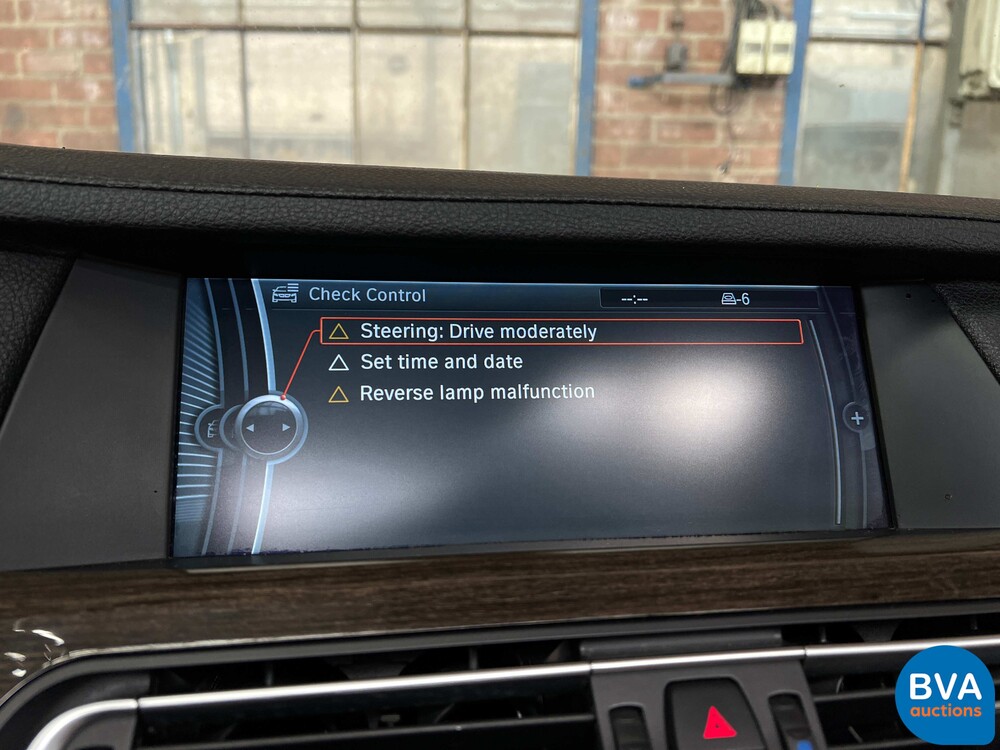 Check Control
--:--
-6
Steering: Drive moderately
Set time and date
Reverse lamp malfunction
+
BVA
auctions